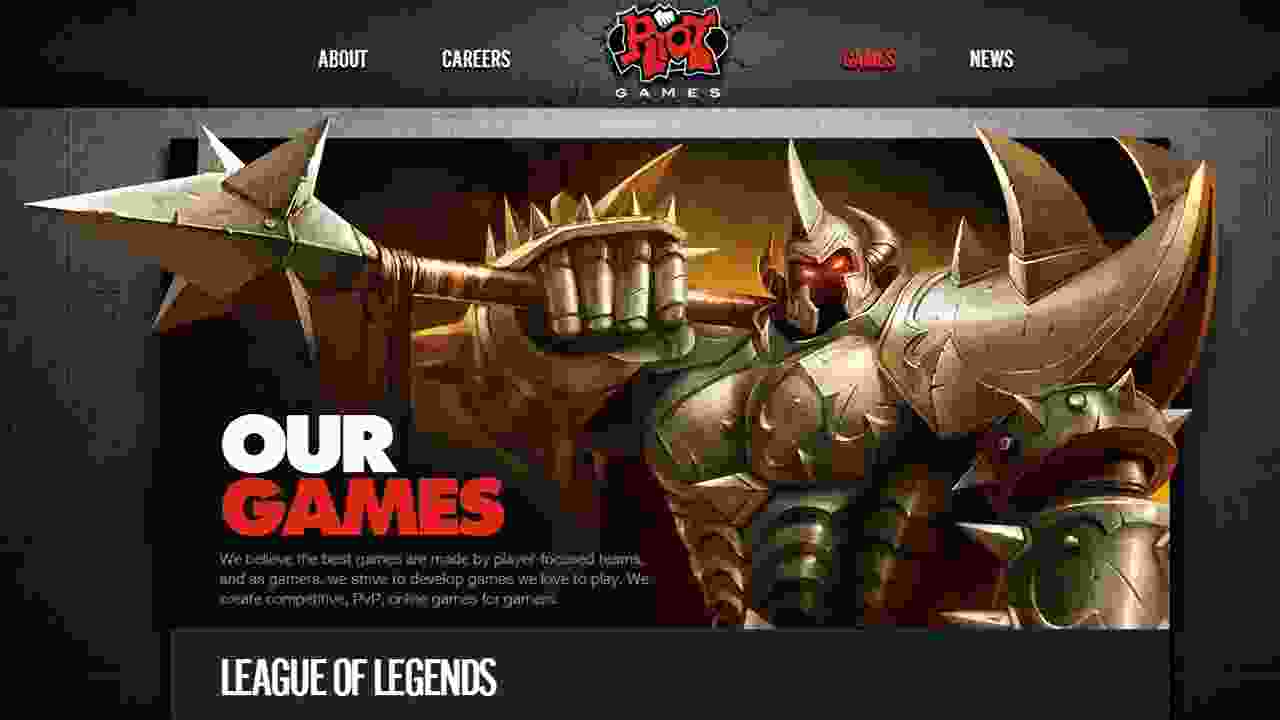 ABOUT
CAREERS
RIOT
GAMES
GAMES
NEWS
OUR
GAMES
We believe the best games are made by player-focused teams,
and as gamers, we strive to develop games we love to play. We
create competitive, PvP, online games for gamers.
LEAGUE OF LEGENDS